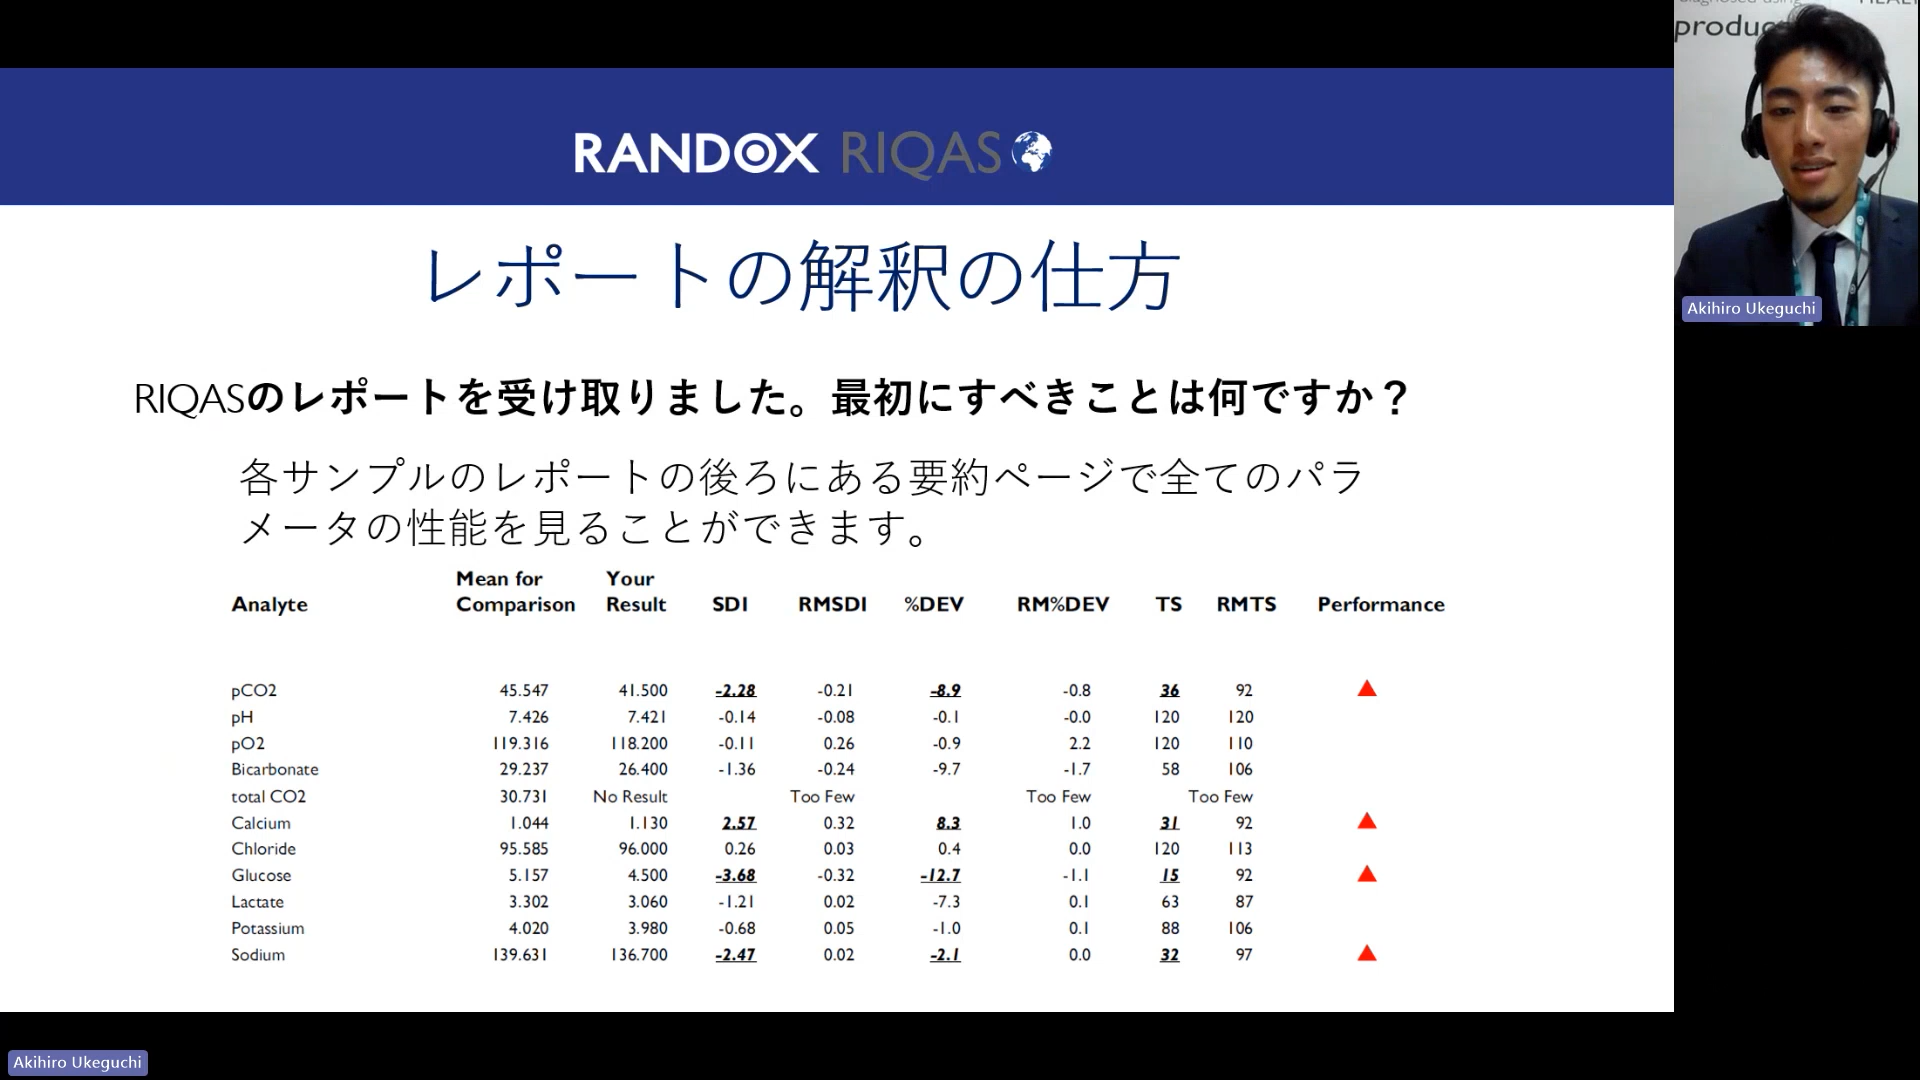 RANDOX RIQAS
レポートの解釈の仕方
RIQASのレポートを受け取りました。最初にすべきことは何ですか？
各サンプルのレポートの後ろにある要約ページで全てのパラ
メータの性能を見ることができます。
Analyte Mean for Comparison Your Result SDI RMSDI %DEV RM%DEV TS RMTS Performance
pCO2 45.547 41.500 -2.28 -0.21 -8.9 -0.8 36 92 ▲
pH 7.426 7.421 -0.14 -0.08 -0.1 -0.0 120 120
pO2 119.316 118.200 -0.11 0.26 -0.9 2.2 120 110
Bicarbonate 29.237 26.400 -1.36 -0.24 -9.7 -1.7 58 106
total CO2 30.731 No Result Too Few Too Few Too Few
Calcium 1.044 1.130 2.57 0.32 8.3 1.0 31 92 ▲
Chloride 95.585 96.000 0.26 0.03 0.4 0.0 120 113
Glucose 5.157 4.500 -3.68 -0.32 -12.7 -1.1 15 92 ▲
Lactate 3.302 3.060 -1.21 0.02 -7.3 0.1 63 87
Potassium 4.020 3.980 -0.68 0.05 -1.0 0.1 88 106
Sodium 139.631 136.700 -2.47 0.02 -2.1 0.0 32 97 ▲
Akihiro Ukeguchi
Akihiro Ukeguchi